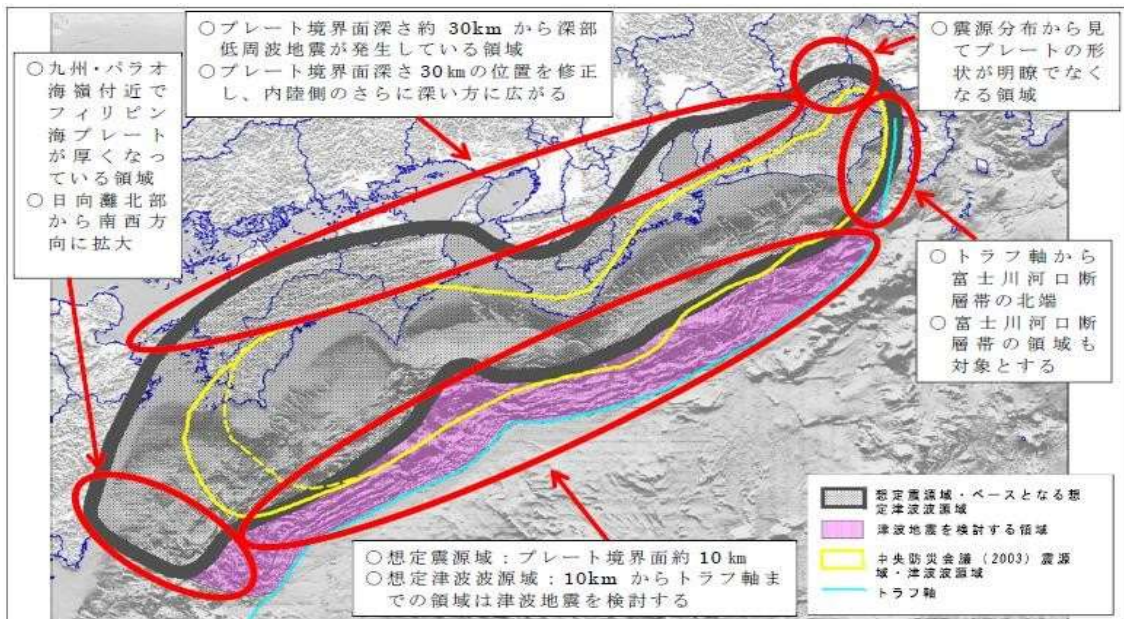 ○プレート境界面深さ約 30km から深部
低周波地震が発生している領域
○プレート境界面深さ30㎞の位置を修正
し、内陸側のさらに深い方に広がる
○震源分布から見
てプレートの形
状が明瞭でなく
なる領域
○九州・パラオ
海嶺付近で
フィリピン
海プレート
が厚くなっ
ている領域
○日向灘北部
から南西方
向に拡大
○トラフ軸から
富士川河口断
層帯の北端
○富士川河口断
層帯の領域も
対象とする
○想定震源域：プレート境界面約 10 ㎞
○想定津波波源域：10km からトラフ軸ま
での領域は津波地震を検討する
想定震源域・ベースとなる想
定津波波源域
津波地震を検討する領域
中央防災会議（2003）震源
域・津波波源域
トラフ軸